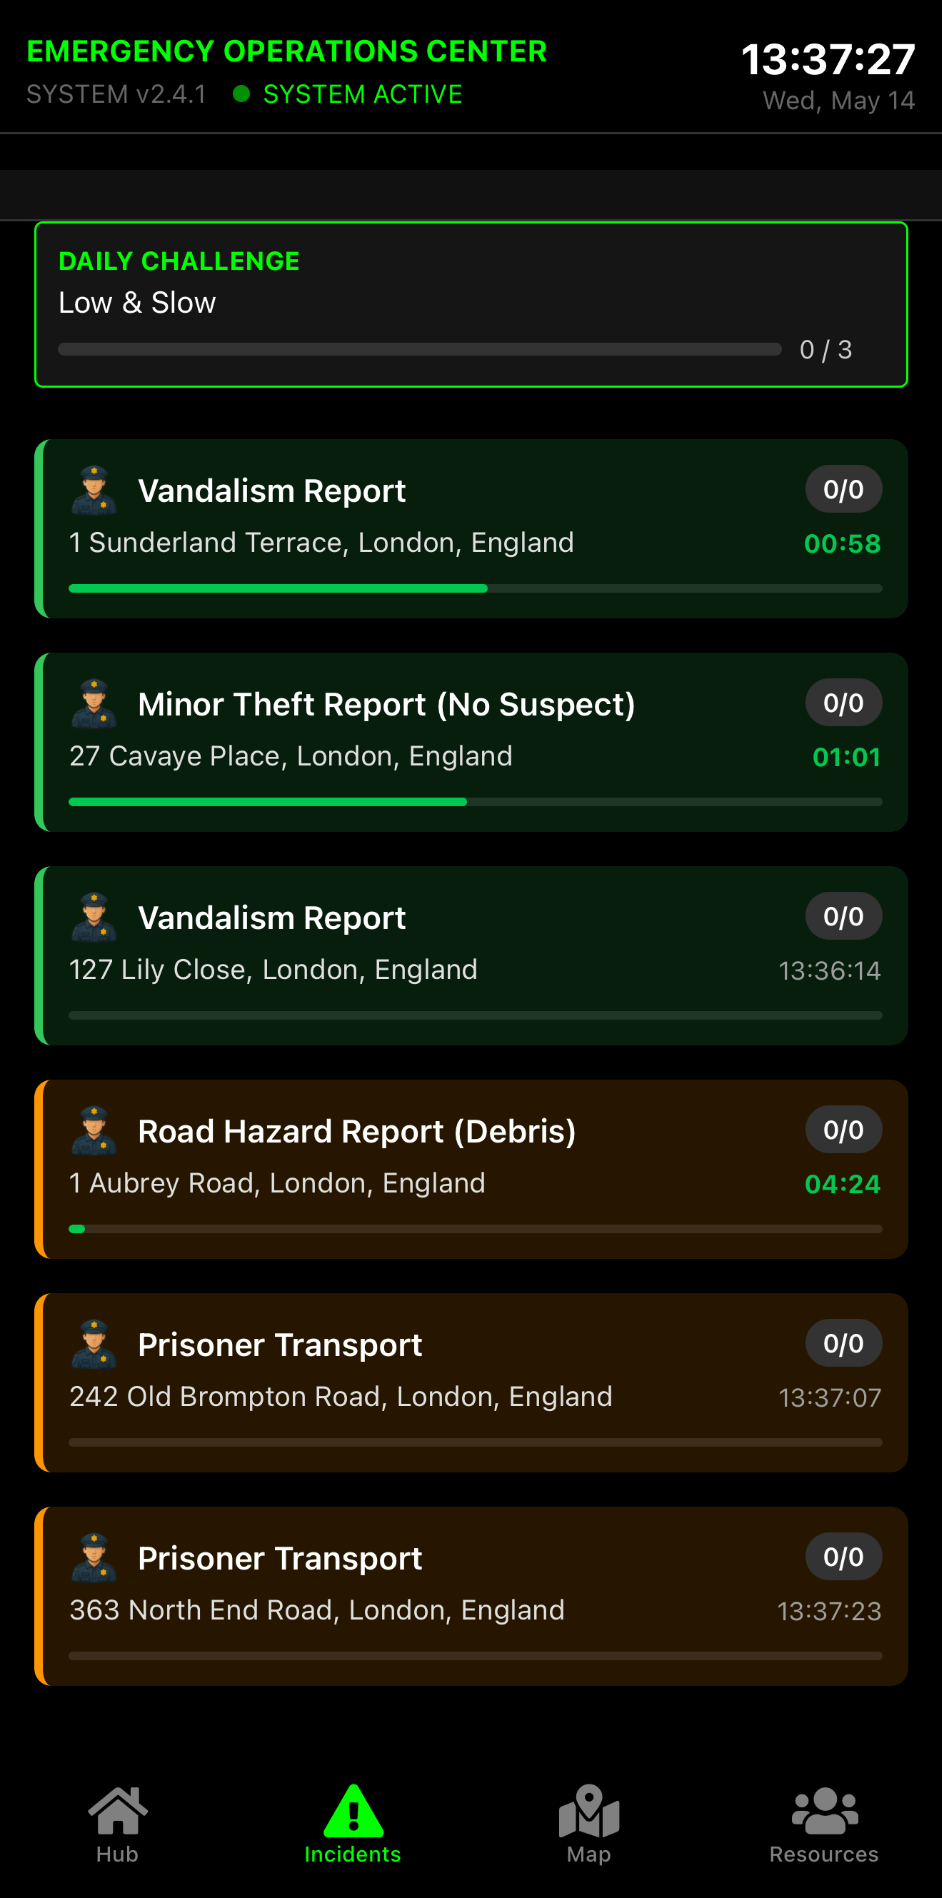 EMERGENCY OPERATIONS CENTER
13:37:27
SYSTEM v2.4.1 SYSTEM ACTIVE
Wed, May 14
DAILY CHALLENGE
Low & Slow
0 / 3
Vandalism Report
0/0
1 Sunderland Terrace, London, England
00:58
Minor Theft Report (No Suspect)
0/0
27 Cavaye Place, London, England
01:01
Vandalism Report
0/0
127 Lily Close, London, England
13:36:14
Road Hazard Report (Debris)
0/0
1 Aubrey Road, London, England
04:24
Prisoner Transport
0/0
242 Old Brompton Road, London, England
13:37:07
Prisoner Transport
0/0
363 North End Road, London, England
13:37:23
Hub
Incidents
Map
Resources